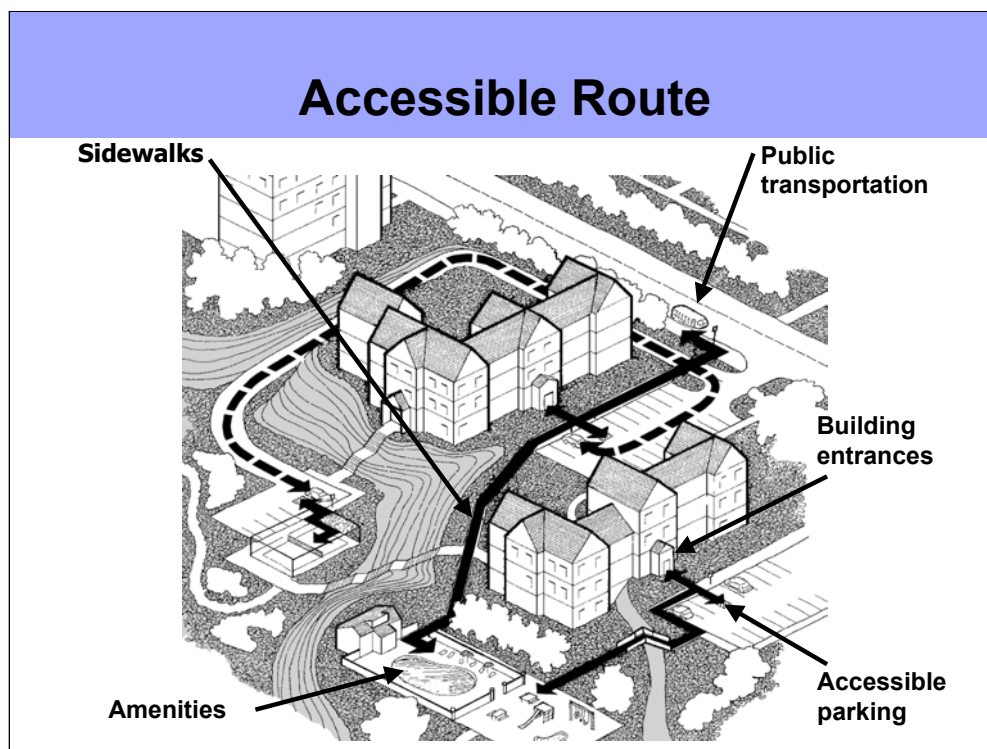 Accessible Route
Sidewalks
Public
transportation
Building
entrances
Accessible
parking
Amenities